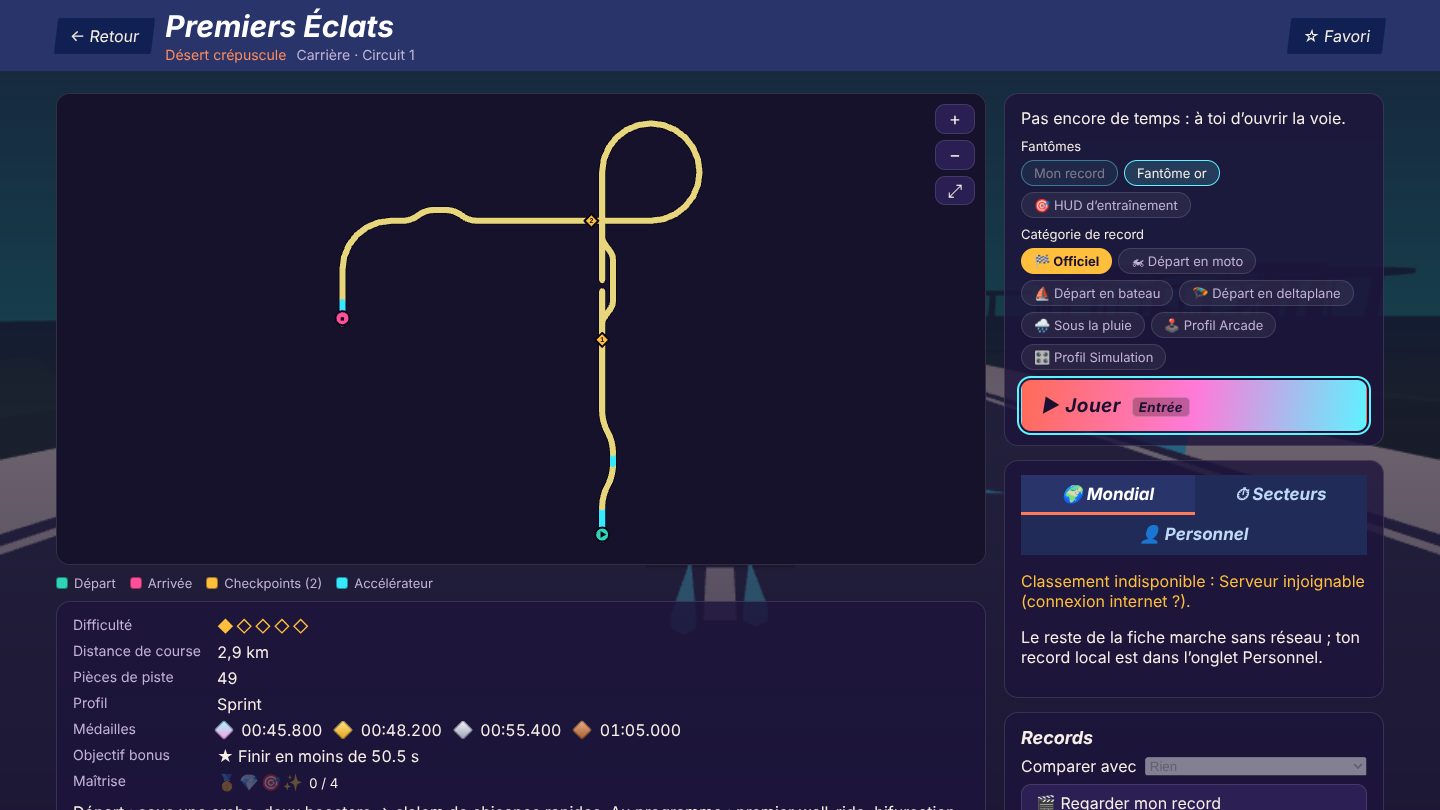 ← Retour
Premiers Éclats
Désert crépuscule Carrière · Circuit 1
☆ Favori
+
−
2
1
Départ Arrivée Checkpoints (2) Accélérateur
Difficulté
Distance de course 2,9 km
Pièces de piste 49
Profil Sprint
Médailles 00:45.800 00:48.200 00:55.400 01:05.000
Objectif bonus ★ Finir en moins de 50.5 s
Maîtrise 0 / 4
Pas encore de temps : à toi d’ouvrir la voie.
Fantômes
Mon record Fantôme or
HUD d’entraînement
Catégorie de record
Officiel Départ en moto
Départ en bateau Départ en deltaplane
Sous la pluie Profil Arcade
Profil Simulation
▶ Jouer Entrée
Mondial Secteurs
Personnel
Classement indisponible : Serveur injoignable
(connexion internet ?).
Le reste de la fiche marche sans réseau ; ton
record local est dans l’onglet Personnel.
Records
Comparer avec Rien
Regarder mon record